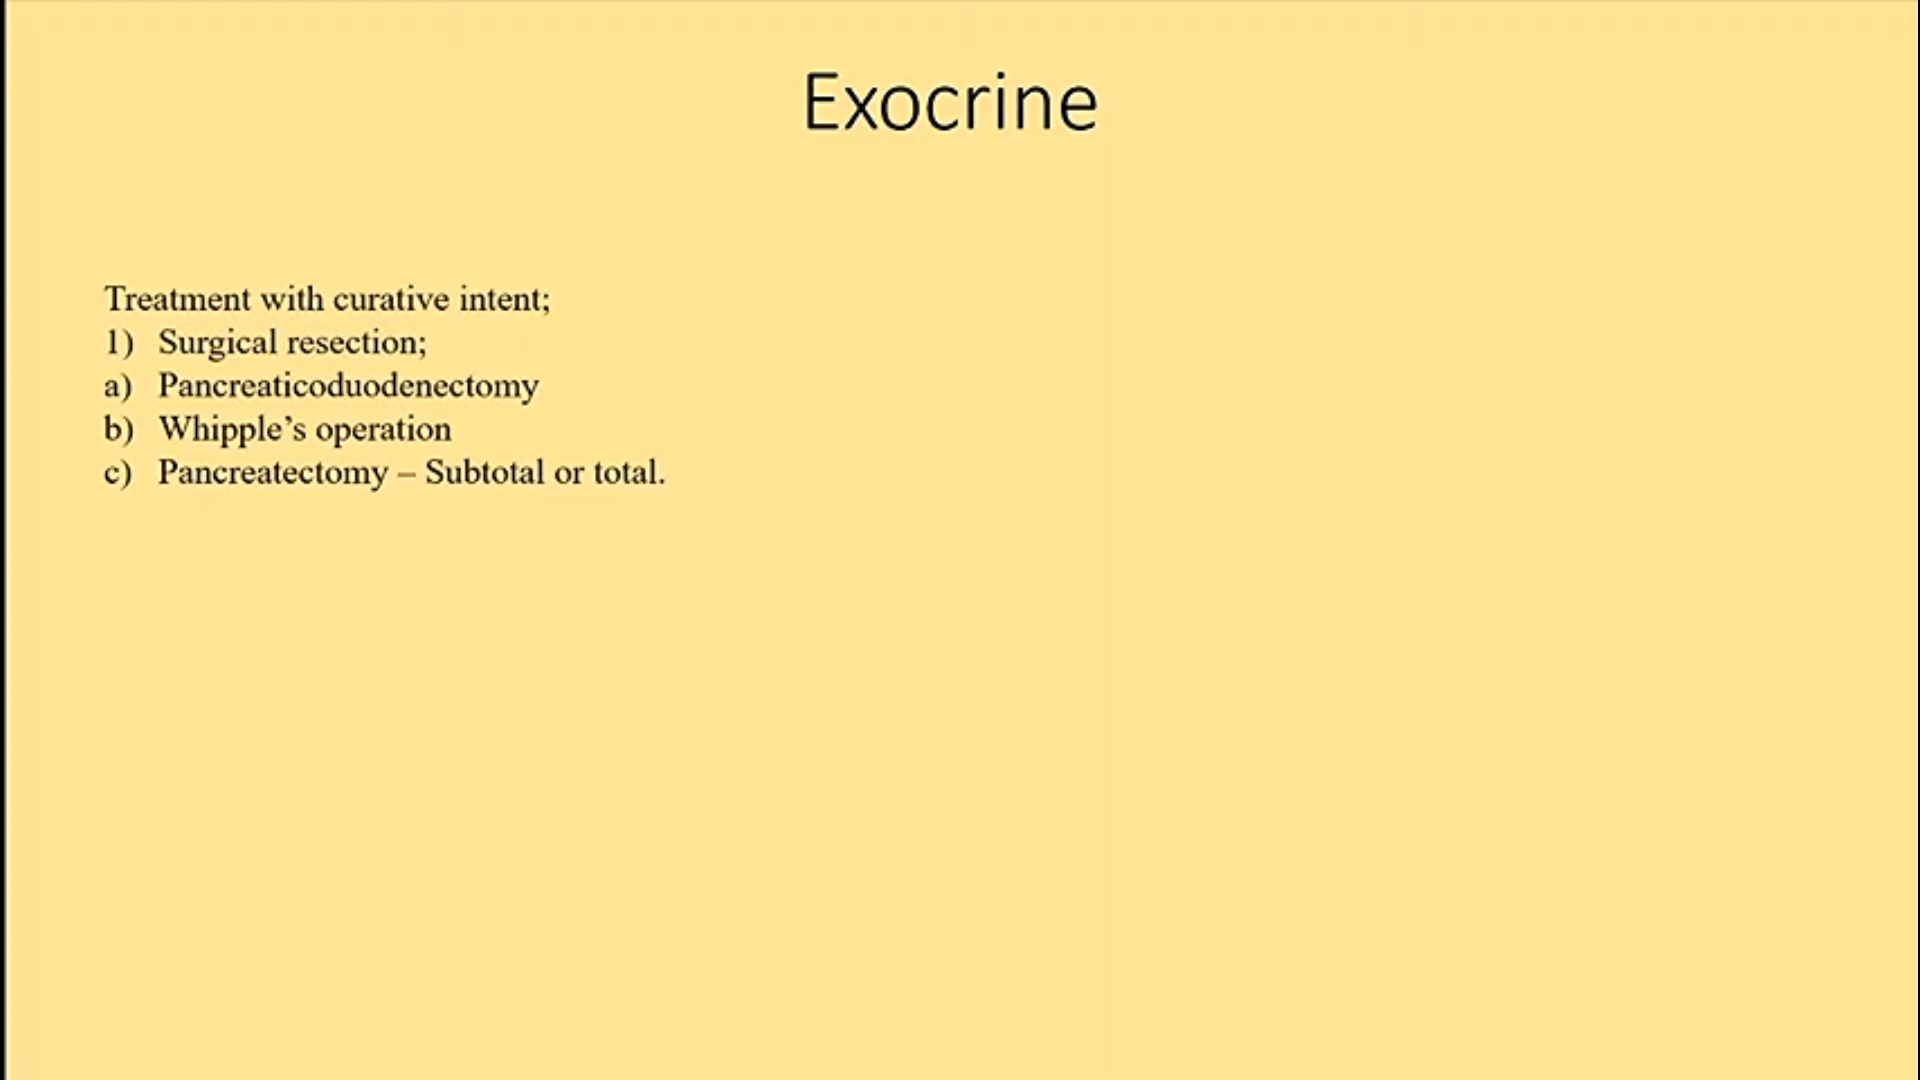 Exocrine
Treatment with curative intent;
1) Surgical resection;
a) Pancreaticoduodenectomy
b) Whipple’s operation
c) Pancreatectomy – Subtotal or total.